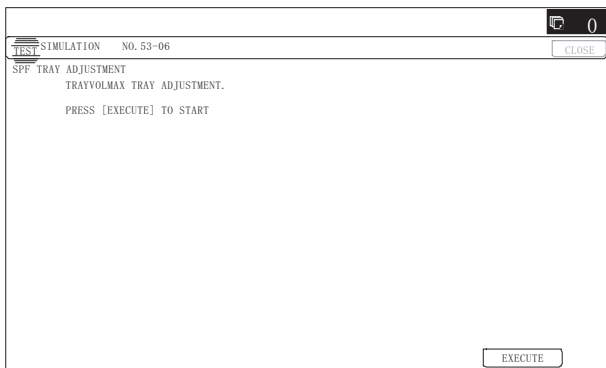 0
TEST SIMULATION NO. 53-06
CLOSE
SPF TRAY ADJUSTMENT
TRAYVOLMAX TRAY ADJUSTMENT.
PRESS [EXECUTE] TO START
EXECUTE